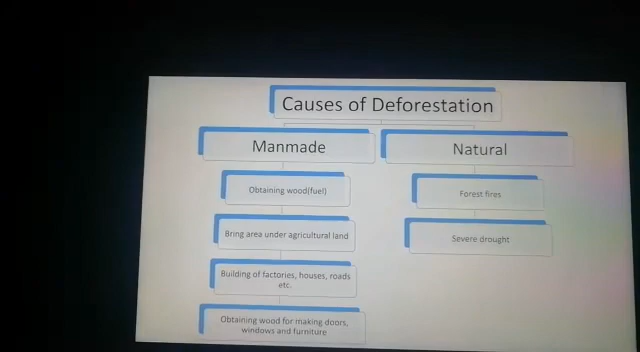 Causes of Deforestation
Manmade
Natural
Obtaining wood(fuel)
Forest fires
Bring area under agricultural land
Severe drought
Building of factories, houses, roads
etc.
Obtaining wood for making doors,
windows and furniture